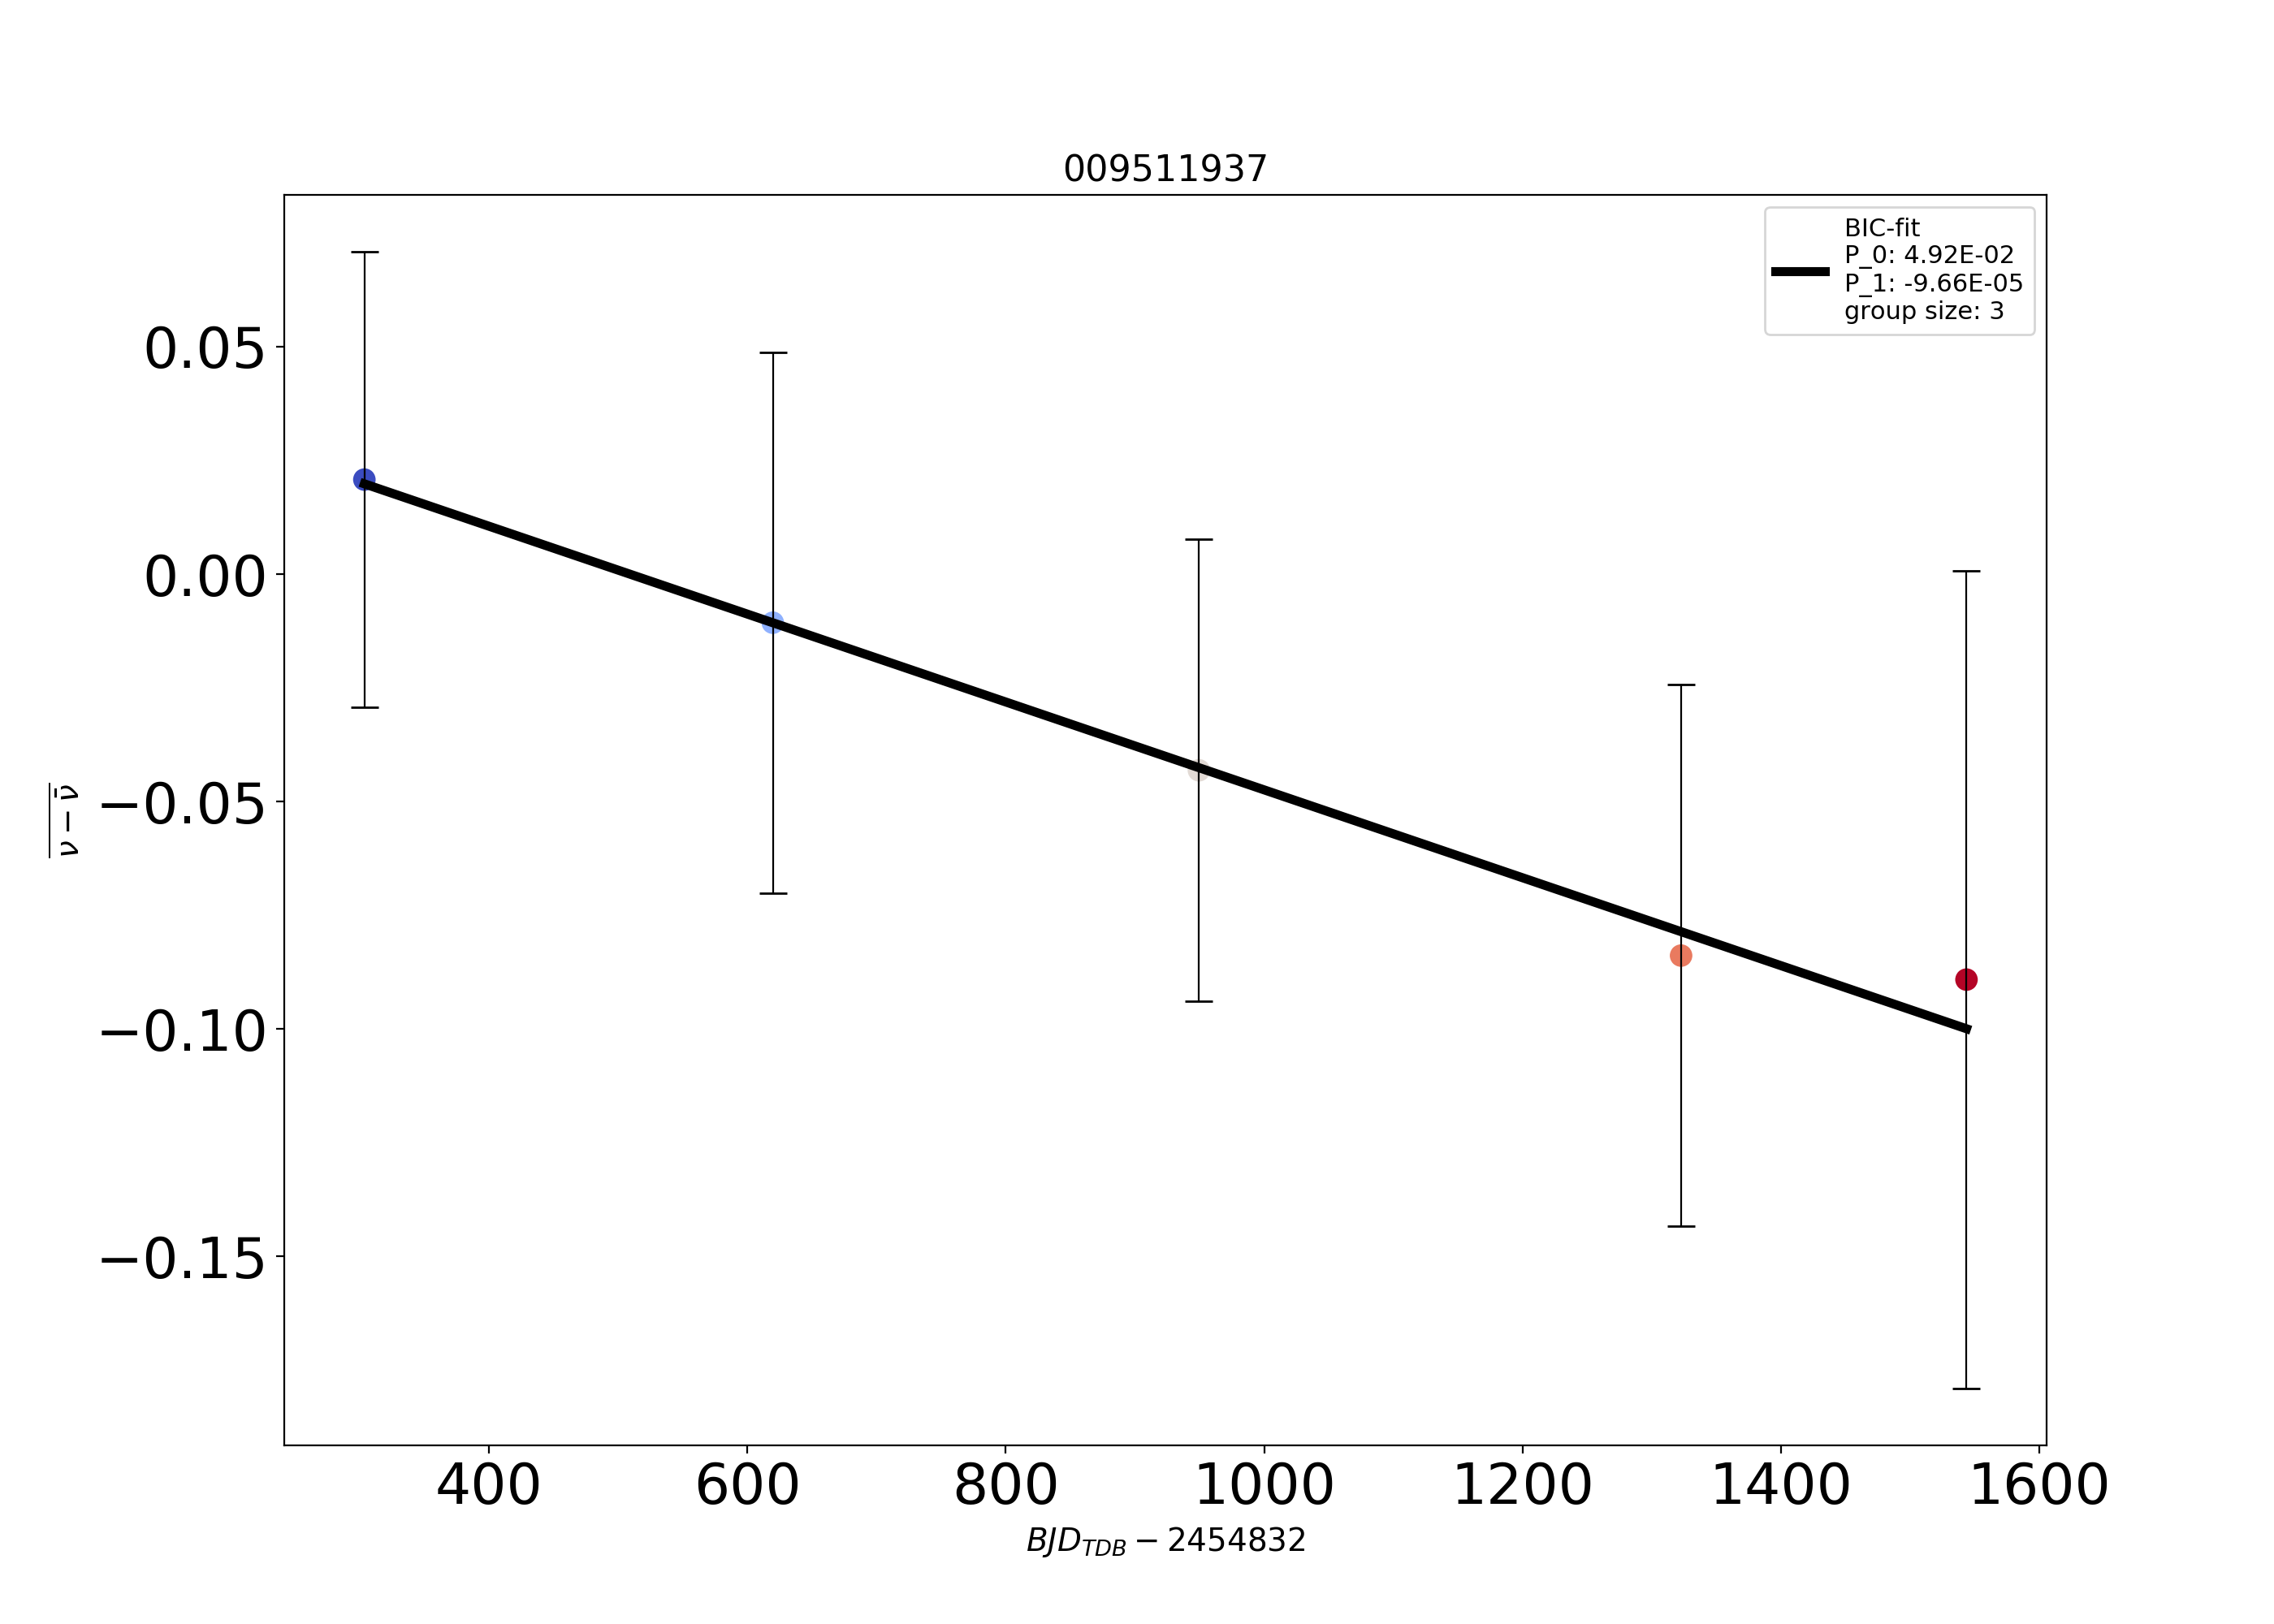 009511937
BIC-fit
P_0: 4.92E-02
P_1: -9.66E-05
group size: 3
0.05
0.00
−0.05
−0.10
−0.15
ν − ν̄
400 600 800 1000 1200 1400 1600
BJD_TDB − 2454832